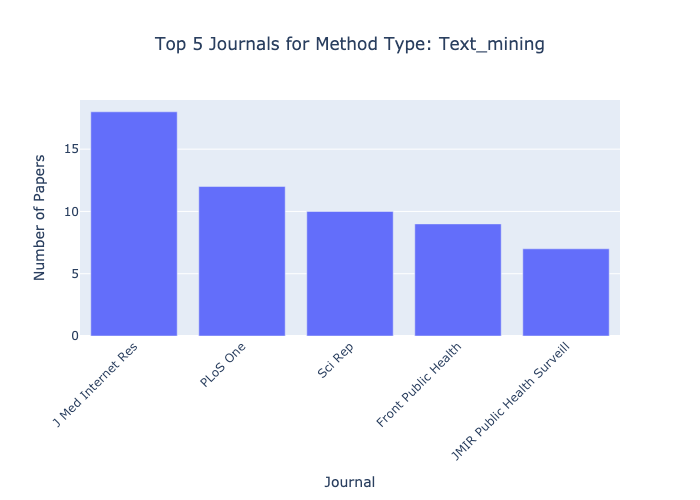 Top 5 Journals for Method Type: Text_mining
Number of Papers
15
10
5
0
J Med Internet Res
PLoS One
Sci Rep
Front Public Health
JMIR Public Health Surveill
Journal